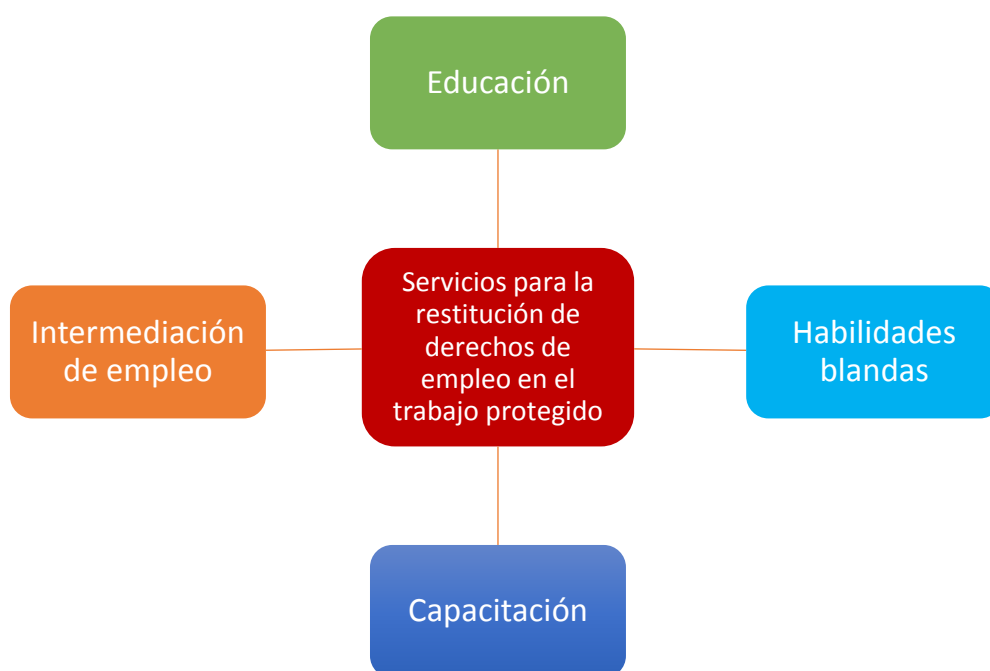 Educación
Servicios para la
restitución de
derechos de
empleo en el
trabajo protegido
Intermediación
de empleo
Habilidades
blandas
Capacitación